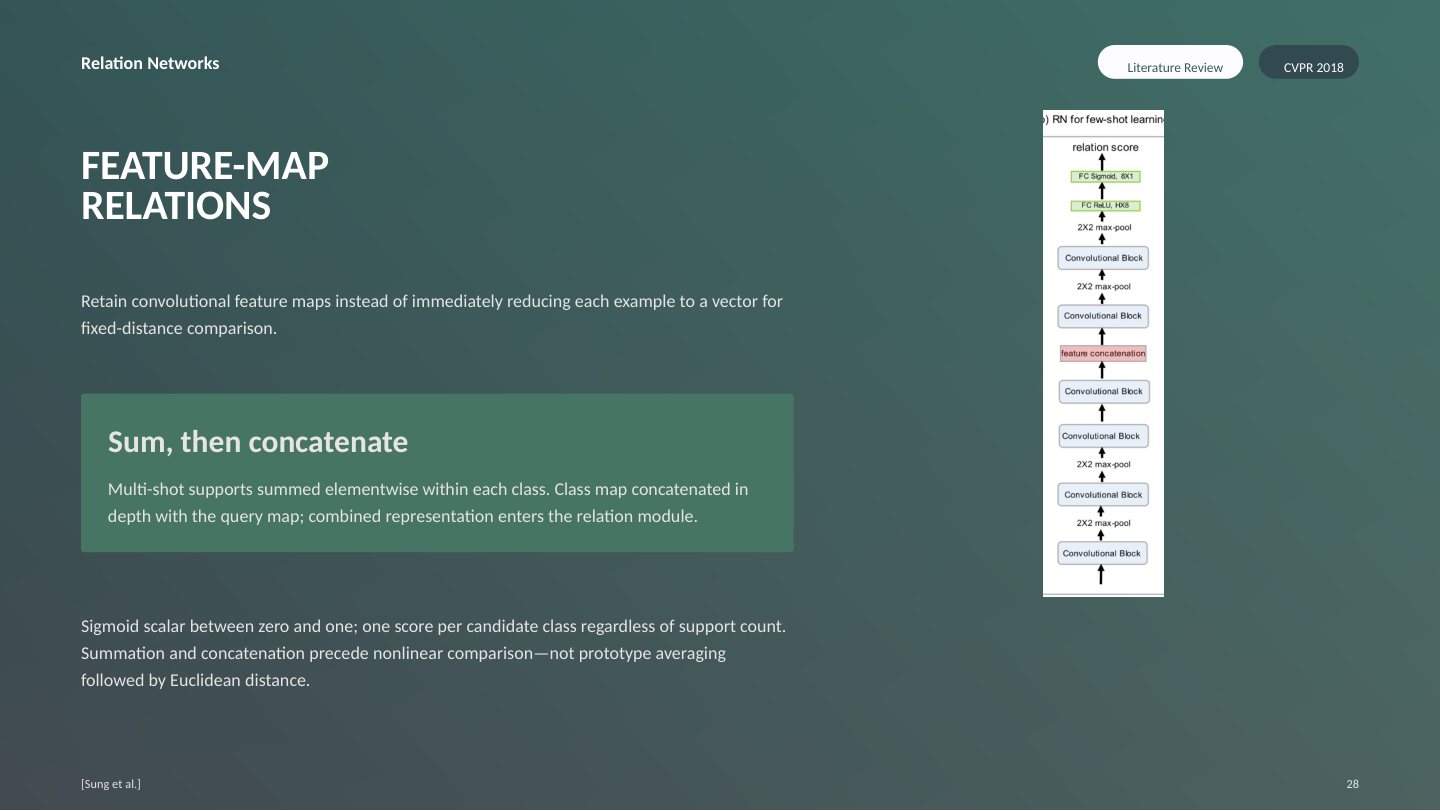 Relation Networks
Literature Review
CVPR 2018
FEATURE-MAP
RELATIONS
Retain convolutional feature maps instead of immediately reducing each example to a vector for
fixed-distance comparison.
Sum, then concatenate
Multi-shot supports summed elementwise within each class. Class map concatenated in
depth with the query map; combined representation enters the relation module.
Sigmoid scalar between zero and one; one score per candidate class regardless of support count.
Summation and concatenation precede nonlinear comparison—not prototype averaging
followed by Euclidean distance.
) RN for few-shot learnin
relation score
FC Sigmoid, 8X1
FC ReLU, HX8
2X2 max-pool
Convolutional Block
2X2 max-pool
Convolutional Block
feature concatenation
Convolutional Block
Convolutional Block
2X2 max-pool
Convolutional Block
2X2 max-pool
Convolutional Block
[Sung et al.]
28